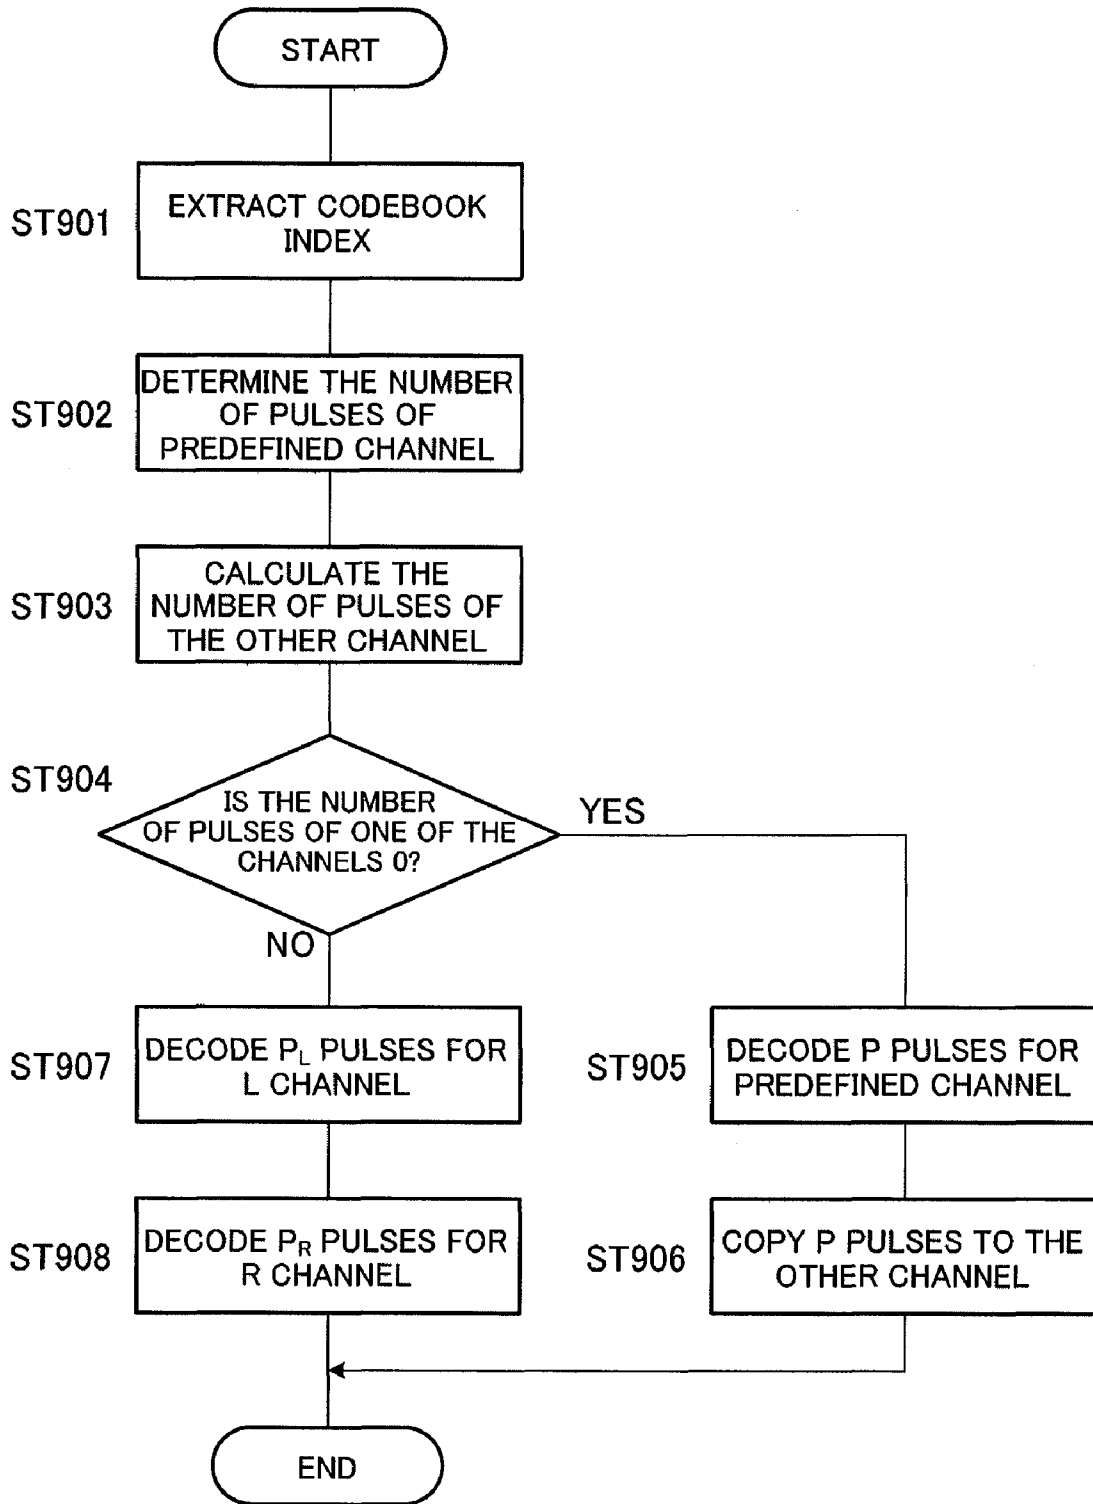 START
ST901
EXTRACT CODEBOOK
INDEX
ST902
DETERMINE THE NUMBER
OF PULSES OF
PREDEFINED CHANNEL
ST903
CALCULATE THE
NUMBER OF PULSES OF
THE OTHER CHANNEL
ST904
IS THE NUMBER
OF PULSES OF ONE OF THE
CHANNELS 0?
YES
NO
ST907
DECODE PL PULSES FOR
L CHANNEL
ST905
DECODE P PULSES FOR
PREDEFINED CHANNEL
ST908
DECODE PR PULSES FOR
R CHANNEL
ST906
COPY P PULSES TO THE
OTHER CHANNEL
END